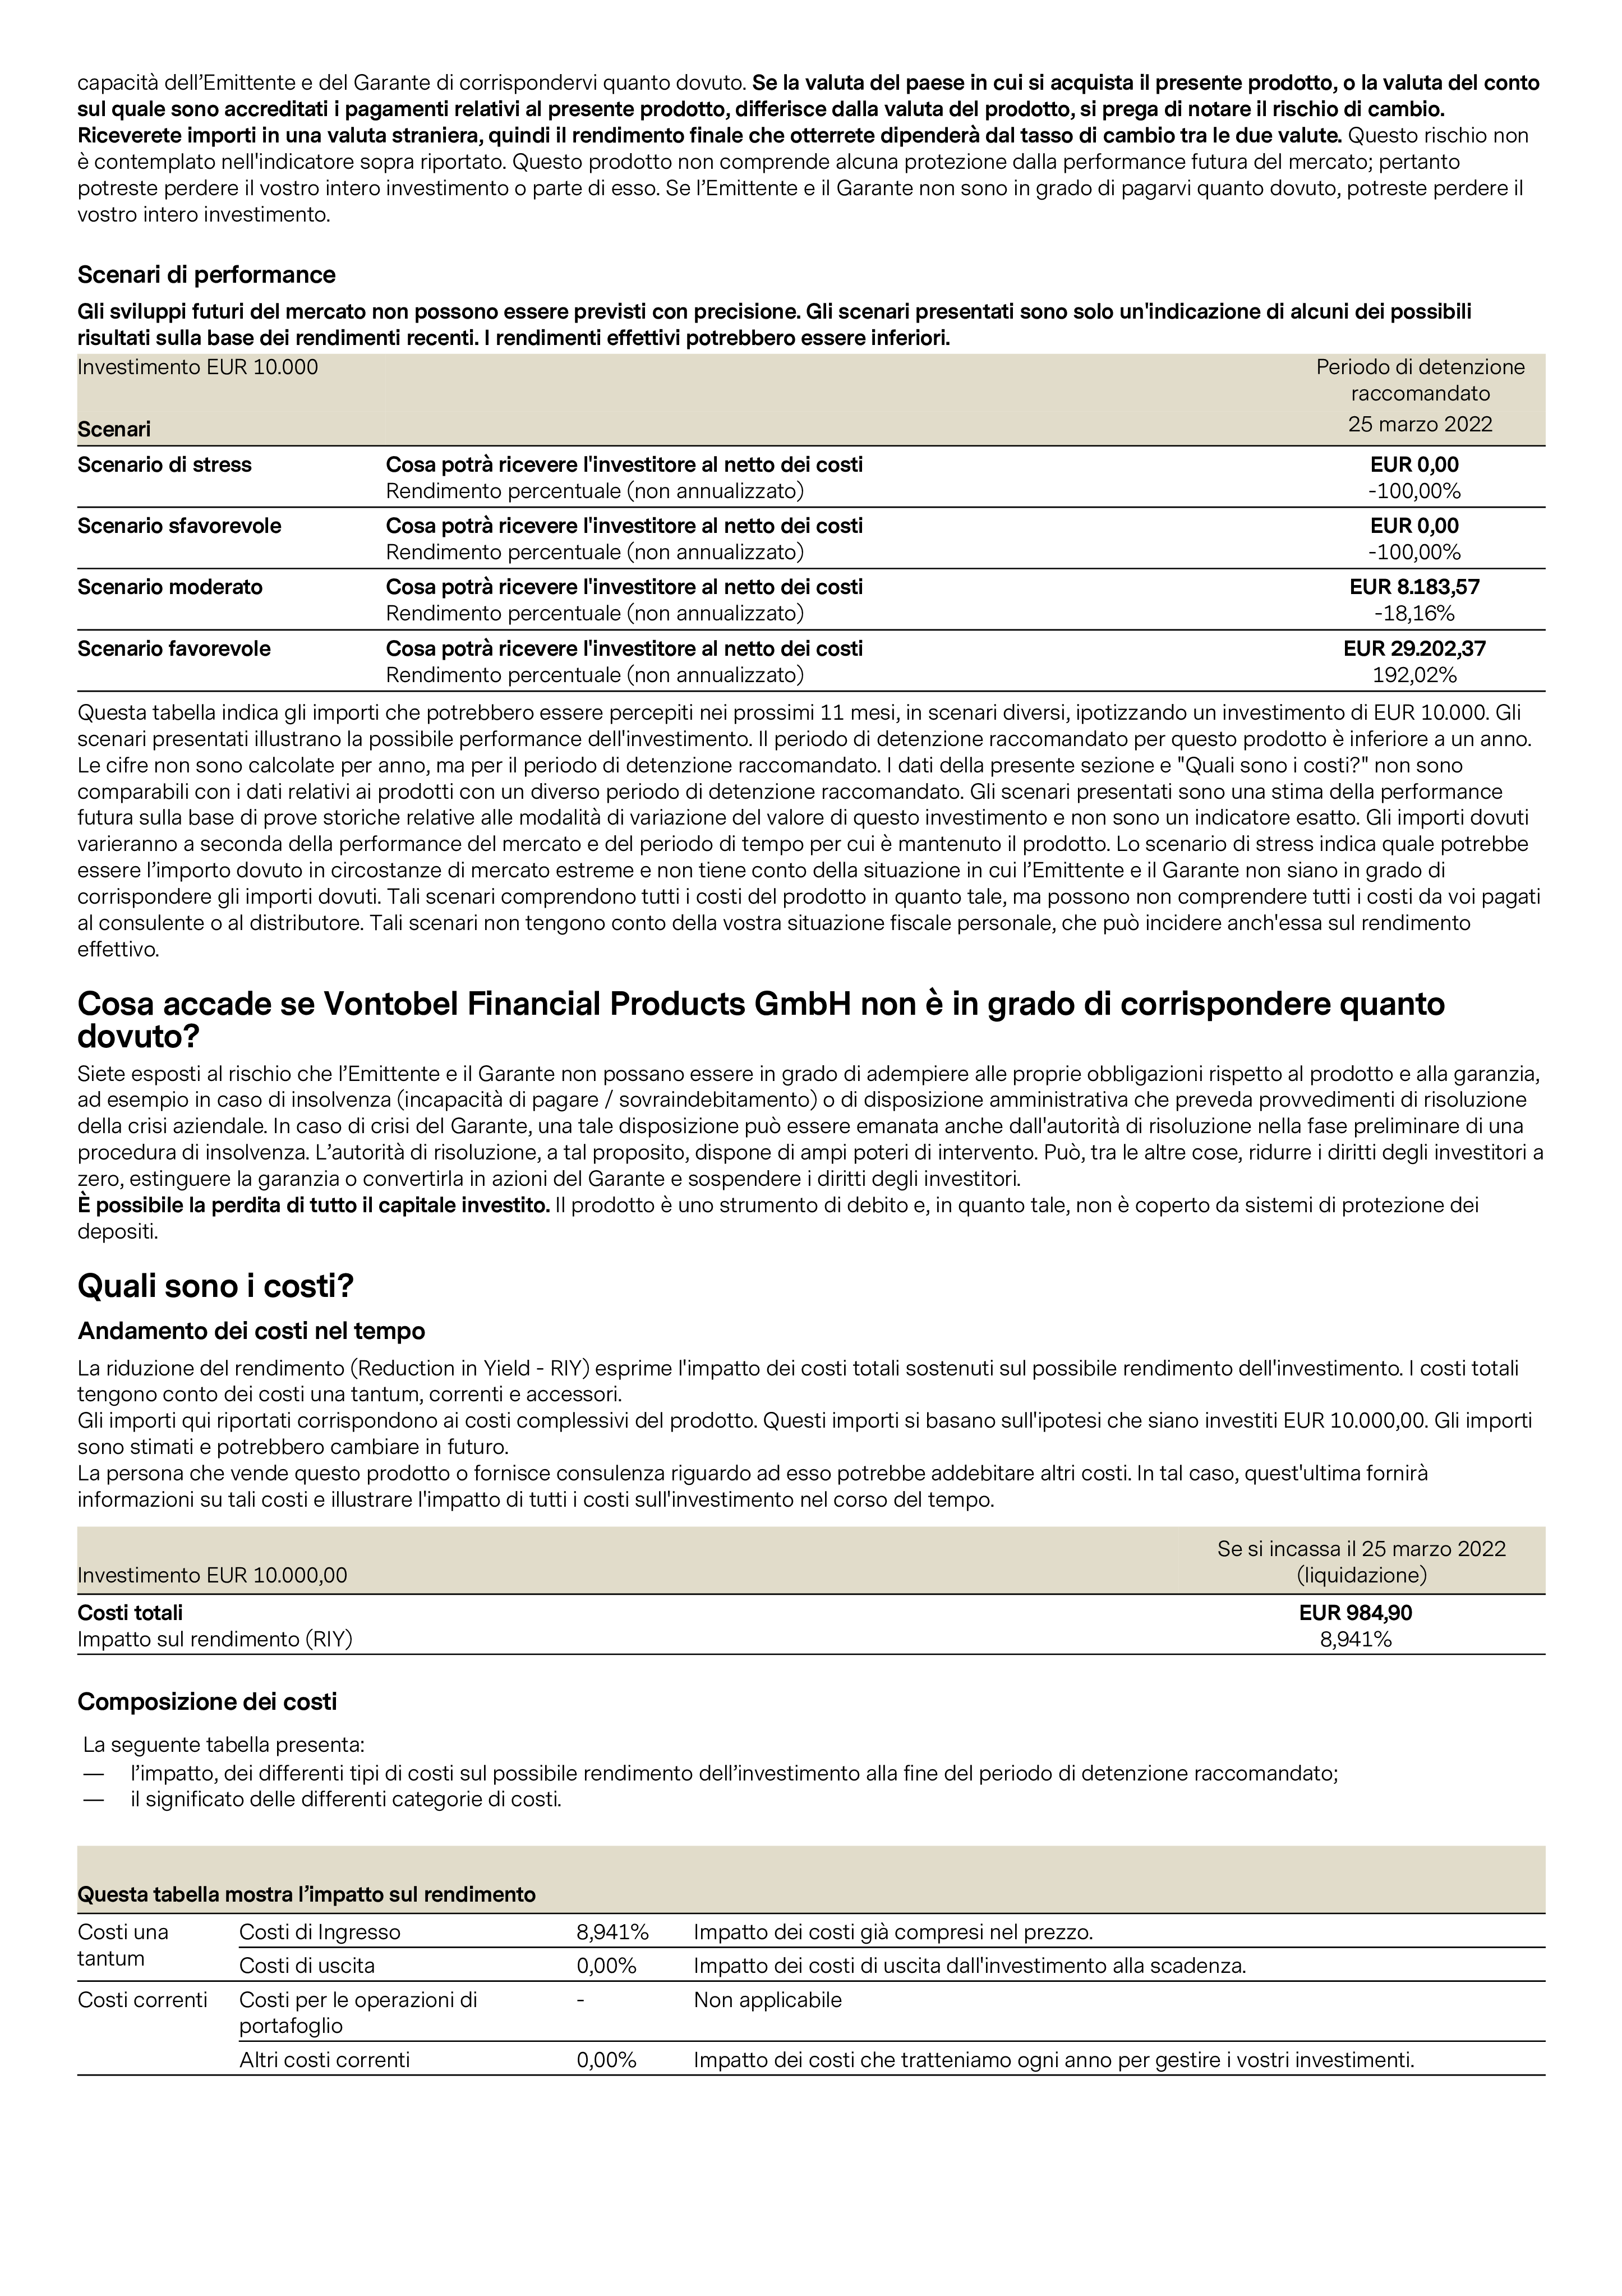 capacità dell’Emittente e del Garante di corrispondervi quanto dovuto. Se la valuta del paese in cui si acquista il presente prodotto, o la valuta del conto
sul quale sono accreditati i pagamenti relativi al presente prodotto, differisce dalla valuta del prodotto, si prega di notare il rischio di cambio.
Riceverete importi in una valuta straniera, quindi il rendimento finale che otterrete dipenderà dal tasso di cambio tra le due valute. Questo rischio non
è contemplato nell'indicatore sopra riportato. Questo prodotto non comprende alcuna protezione dalla performance futura del mercato; pertanto
potreste perdere il vostro intero investimento o parte di esso. Se l’Emittente e il Garante non sono in grado di pagarvi quanto dovuto, potreste perdere il
vostro intero investimento.
Scenari di performance
Gli sviluppi futuri del mercato non possono essere previsti con precisione. Gli scenari presentati sono solo un'indicazione di alcuni dei possibili
risultati sulla base dei rendimenti recenti. I rendimenti effettivi potrebbero essere inferiori.
Investimento EUR 10.000 Periodo di detenzione
raccomandato
Scenari 25 marzo 2022
Scenario di stress Cosa potrà ricevere l'investitore al netto dei costi EUR 0,00
Rendimento percentuale (non annualizzato) -100,00%
Scenario sfavorevole Cosa potrà ricevere l'investitore al netto dei costi EUR 0,00
Rendimento percentuale (non annualizzato) -100,00%
Scenario moderato Cosa potrà ricevere l'investitore al netto dei costi EUR 8.183,57
Rendimento percentuale (non annualizzato) -18,16%
Scenario favorevole Cosa potrà ricevere l'investitore al netto dei costi EUR 29.202,37
Rendimento percentuale (non annualizzato) 192,02%
Questa tabella indica gli importi che potrebbero essere percepiti nei prossimi 11 mesi, in scenari diversi, ipotizzando un investimento di EUR 10.000. Gli
scenari presentati illustrano la possibile performance dell'investimento. Il periodo di detenzione raccomandato per questo prodotto è inferiore a un anno.
Le cifre non sono calcolate per anno, ma per il periodo di detenzione raccomandato. I dati della presente sezione e "Quali sono i costi?" non sono
comparabili con i dati relativi ai prodotti con un diverso periodo di detenzione raccomandato. Gli scenari presentati sono una stima della performance
futura sulla base di prove storiche relative alle modalità di variazione del valore di questo investimento e non sono un indicatore esatto. Gli importi dovuti
varieranno a seconda della performance del mercato e del periodo di tempo per cui è mantenuto il prodotto. Lo scenario di stress indica quale potrebbe
essere l’importo dovuto in circostanze di mercato estreme e non tiene conto della situazione in cui l’Emittente e il Garante non siano in grado di
corrispondere gli importi dovuti. Tali scenari comprendono tutti i costi del prodotto in quanto tale, ma possono non comprendere tutti i costi da voi pagati
al consulente o al distributore. Tali scenari non tengono conto della vostra situazione fiscale personale, che può incidere anch'essa sul rendimento
effettivo.
Cosa accade se Vontobel Financial Products GmbH non è in grado di corrispondere quanto
dovuto?
Siete esposti al rischio che l’Emittente e il Garante non possano essere in grado di adempiere alle proprie obbligazioni rispetto al prodotto e alla garanzia,
ad esempio in caso di insolvenza (incapacità di pagare / sovraindebitamento) o di disposizione amministrativa che preveda provvedimenti di risoluzione
della crisi aziendale. In caso di crisi del Garante, una tale disposizione può essere emanata anche dall'autorità di risoluzione nella fase preliminare di una
procedura di insolvenza. L’autorità di risoluzione, a tal proposito, dispone di ampi poteri di intervento. Può, tra le altre cose, ridurre i diritti degli investitori a
zero, estinguere la garanzia o convertirla in azioni del Garante e sospendere i diritti degli investitori.
È possibile la perdita di tutto il capitale investito. Il prodotto è uno strumento di debito e, in quanto tale, non è coperto da sistemi di protezione dei
depositi.
Quali sono i costi?
Andamento dei costi nel tempo
La riduzione del rendimento (Reduction in Yield - RIY) esprime l'impatto dei costi totali sostenuti sul possibile rendimento dell'investimento. I costi totali
tengono conto dei costi una tantum, correnti e accessori.
Gli importi qui riportati corrispondono ai costi complessivi del prodotto. Questi importi si basano sull'ipotesi che siano investiti EUR 10.000,00. Gli importi
sono stimati e potrebbero cambiare in futuro.
La persona che vende questo prodotto o fornisce consulenza riguardo ad esso potrebbe addebitare altri costi. In tal caso, quest'ultima fornirà
informazioni su tali costi e illustrare l'impatto di tutti i costi sull'investimento nel corso del tempo.
Se si incassa il 25 marzo 2022
Investimento EUR 10.000,00 (liquidazione)
Costi totali EUR 984,90
Impatto sul rendimento (RIY) 8,941%
Composizione dei costi
La seguente tabella presenta:
— l’impatto, dei differenti tipi di costi sul possibile rendimento dell’investimento alla fine del periodo di detenzione raccomandato;
— il significato delle differenti categorie di costi.
Questa tabella mostra l’impatto sul rendimento
Costi una Costi di Ingresso 8,941% Impatto dei costi già compresi nel prezzo.
tantum
Costi di uscita 0,00% Impatto dei costi di uscita dall'investimento alla scadenza.
Costi correnti Costi per le operazioni di - Non applicabile
portafoglio
Altri costi correnti 0,00% Impatto dei costi che tratteniamo ogni anno per gestire i vostri investimenti.